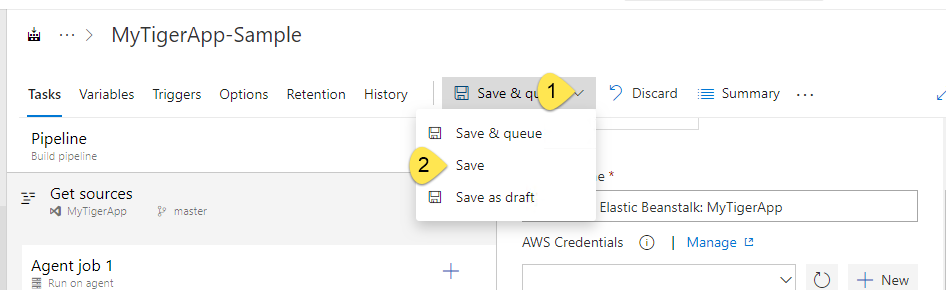 ··· > MyTigerApp-Sample
Tasks Variables Triggers Options Retention History Save & qu 1 Discard Summary ···
Save & queue
2 Save
Save as draft
Pipeline
Build pipeline
Get sources
MyTigerApp master
Agent job 1
Run on agent
e *
Elastic Beanstalk: MyTigerApp
AWS Credentials | Manage
New